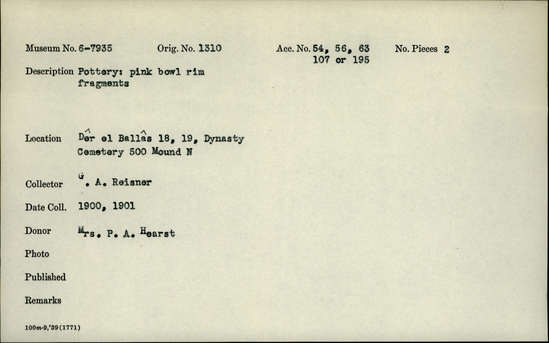 Museum No. 6-7935 Orig. No. 1310 Acc. No. 54, 56, 63 No. Pieces 2
107 or 195
Description Pottery: pink bowl rim
fragments
Location Dêr el Ballâs 18, 19, Dynasty
Cemetery 500 Mound N
Collector G. A. Reisner
Date Coll. 1900, 1901
Donor Mrs. P. A. Hearst
Photo
Published
Remarks
100m-9,'39(1771)